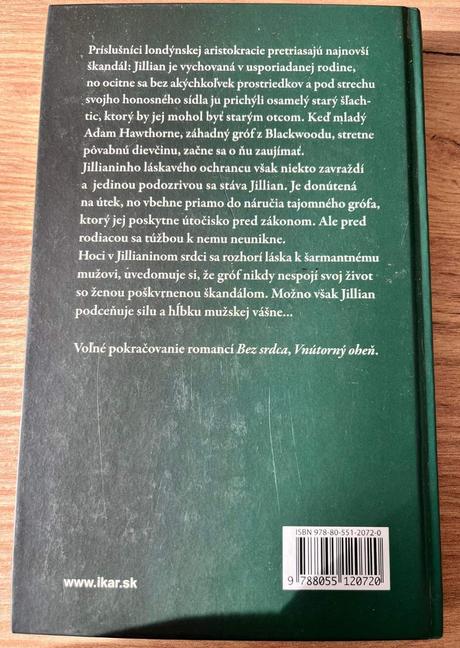 Príslušníci londýnskej aristokracie pretriasajú najnovší
škandál: Jillian je vychovaná v usporiadanej rodine,
no ocitne sa bez akýchkoľvek prostriedkov a pod strechu
svojho honosného sídla ju prichýli osamelý starý šľach-
tic, ktorý by jej mohol byť starým otcom. Keď mladý
Adam Hawthorne, záhadný gróf z Blackwoodu, stretne
pôvabnú dievčinu, začne sa o ňu zaujímať.
Jillianinho láskavého ochrancu však niekto zavraždí
a jedinou podozrivou sa stáva Jillian. Je donútená
na útek, no vbehne priamo do náručia tajomného grófa,
ktorý jej poskytne útočisko pred zákonom. Ale pred
rodiacou sa túžbou k nemu neunikne.
Hoci v Jillianinom srdci sa rozhorí láska k šarmantnému
mužovi, uvedomuje si, že gróf nikdy nespojí svoj život
so ženou poškvrnenou škandálom. Možno však Jillian
podceňuje silu a hĺbku mužskej vášne...
Voľné pokračovanie romancí Bez srdca, Vnútorný oheň.
ISBN 978-80-551-2072-0
9 788055 120720
www.ikar.sk